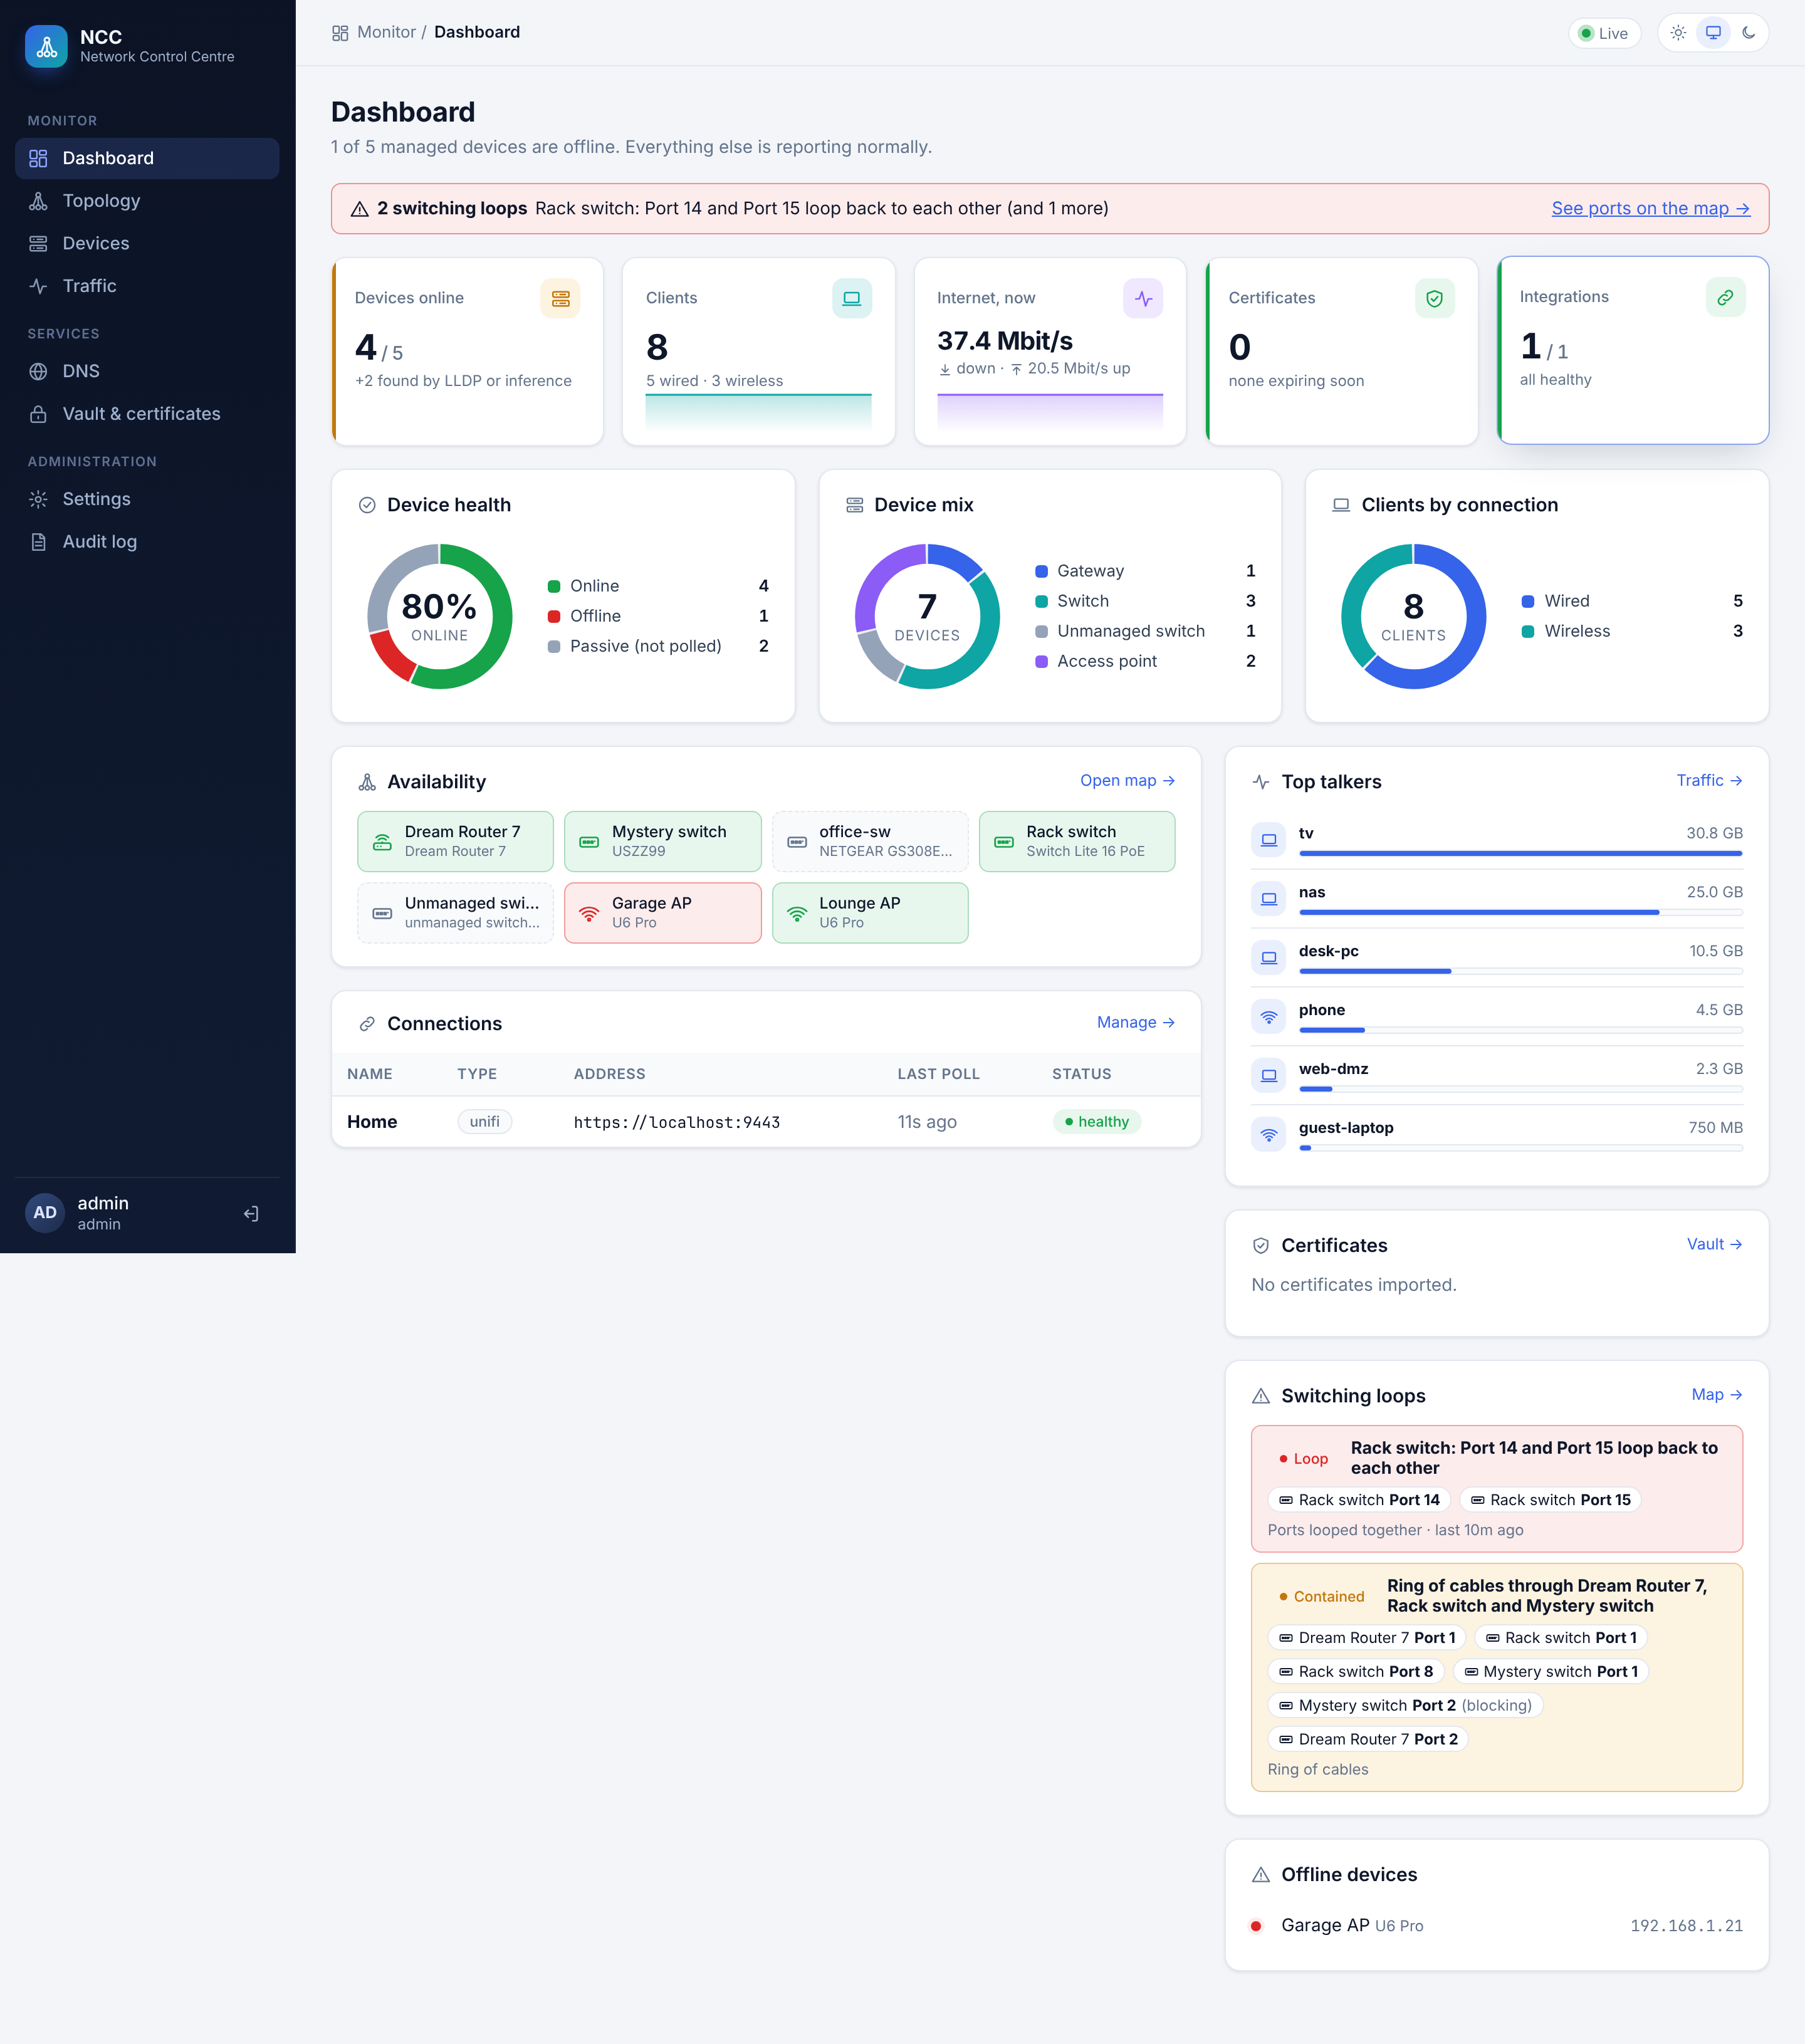 NCC
Network Control Centre
MONITOR
Dashboard
Topology
Devices
Traffic
SERVICES
DNS
Vault & certificates
ADMINISTRATION
Settings
Audit log
AD
admin
admin
Monitor / Dashboard
Live
Dashboard
1 of 5 managed devices are offline. Everything else is reporting normally.
2 switching loops Rack switch: Port 14 and Port 15 loop back to each other (and 1 more)
See ports on the map →
Devices online
4 / 5
+2 found by LLDP or inference
Clients
8
5 wired · 3 wireless
Internet, now
37.4 Mbit/s
down · 20.5 Mbit/s up
Certificates
0
none expiring soon
Integrations
1 / 1
all healthy
Device health
80%
ONLINE
Online 4
Offline 1
Passive (not polled) 2
Device mix
7
DEVICES
Gateway 1
Switch 3
Unmanaged switch 1
Access point 2
Clients by connection
8
CLIENTS
Wired 5
Wireless 3
Availability
Open map →
Dream Router 7
Dream Router 7
Mystery switch
USZZ99
office-sw
NETGEAR GS308E...
Rack switch
Switch Lite 16 PoE
Unmanaged swi...
unmanaged switch...
Garage AP
U6 Pro
Lounge AP
U6 Pro
Connections
Manage →
NAME TYPE ADDRESS LAST POLL STATUS
Home unifi https://localhost:9443 11s ago healthy
Top talkers
Traffic →
tv 30.8 GB
nas 25.0 GB
desk-pc 10.5 GB
phone 4.5 GB
web-dmz 2.3 GB
guest-laptop 750 MB
Certificates
Vault →
No certificates imported.
Switching loops
Map →
Loop
Rack switch: Port 14 and Port 15 loop back to
each other
Rack switch Port 14
Rack switch Port 15
Ports looped together · last 10m ago
Contained
Ring of cables through Dream Router 7,
Rack switch and Mystery switch
Dream Router 7 Port 1
Rack switch Port 1
Rack switch Port 8
Mystery switch Port 1
Mystery switch Port 2 (blocking)
Dream Router 7 Port 2
Ring of cables
Offline devices
Garage AP U6 Pro 192.168.1.21